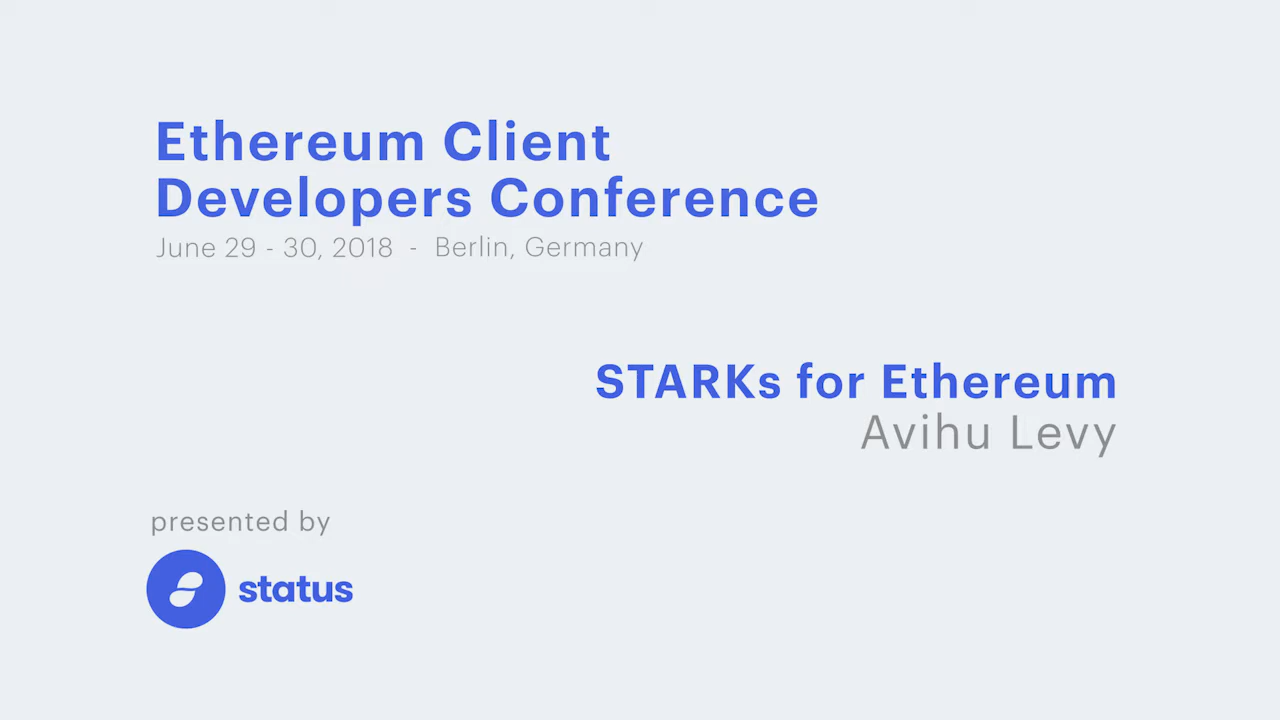 Ethereum Client
Developers Conference
June 29 - 30, 2018 - Berlin, Germany
STARKs for Ethereum
Avihu Levy
presented by
status